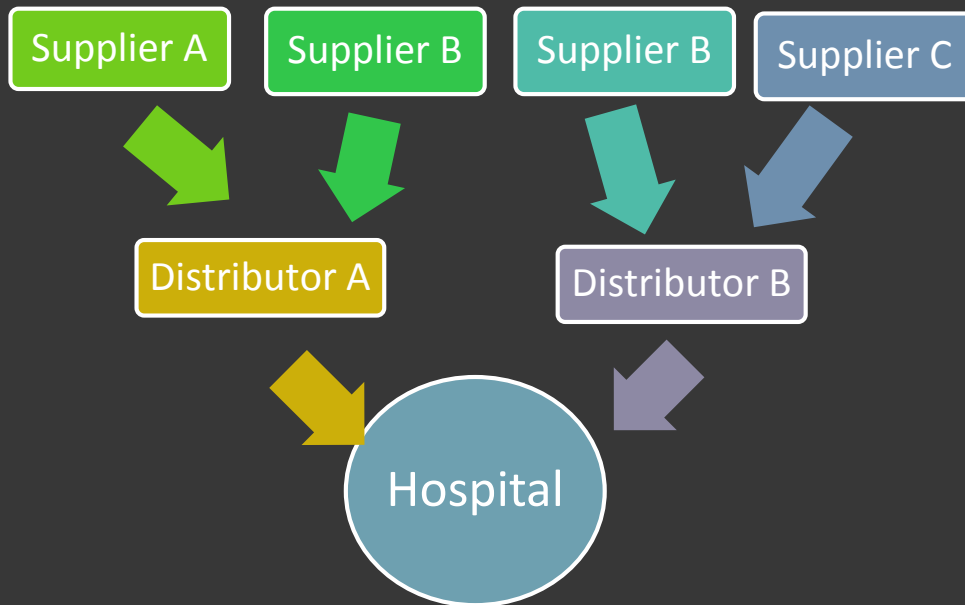 Supplier A
Supplier B
Supplier B
Supplier C
Distributor A
Distributor B
Hospital